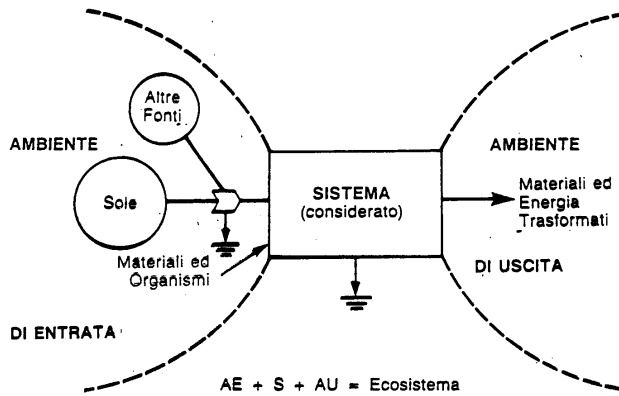 Altre
Fonti
AMBIENTE
Sole
Materiali ed
Organismi
DI ENTRATA
SISTEMA
(considerato)
AMBIENTE
Materiali ed
Energia
Trasformati
DI USCITA
AE + S + AU = Ecosistema